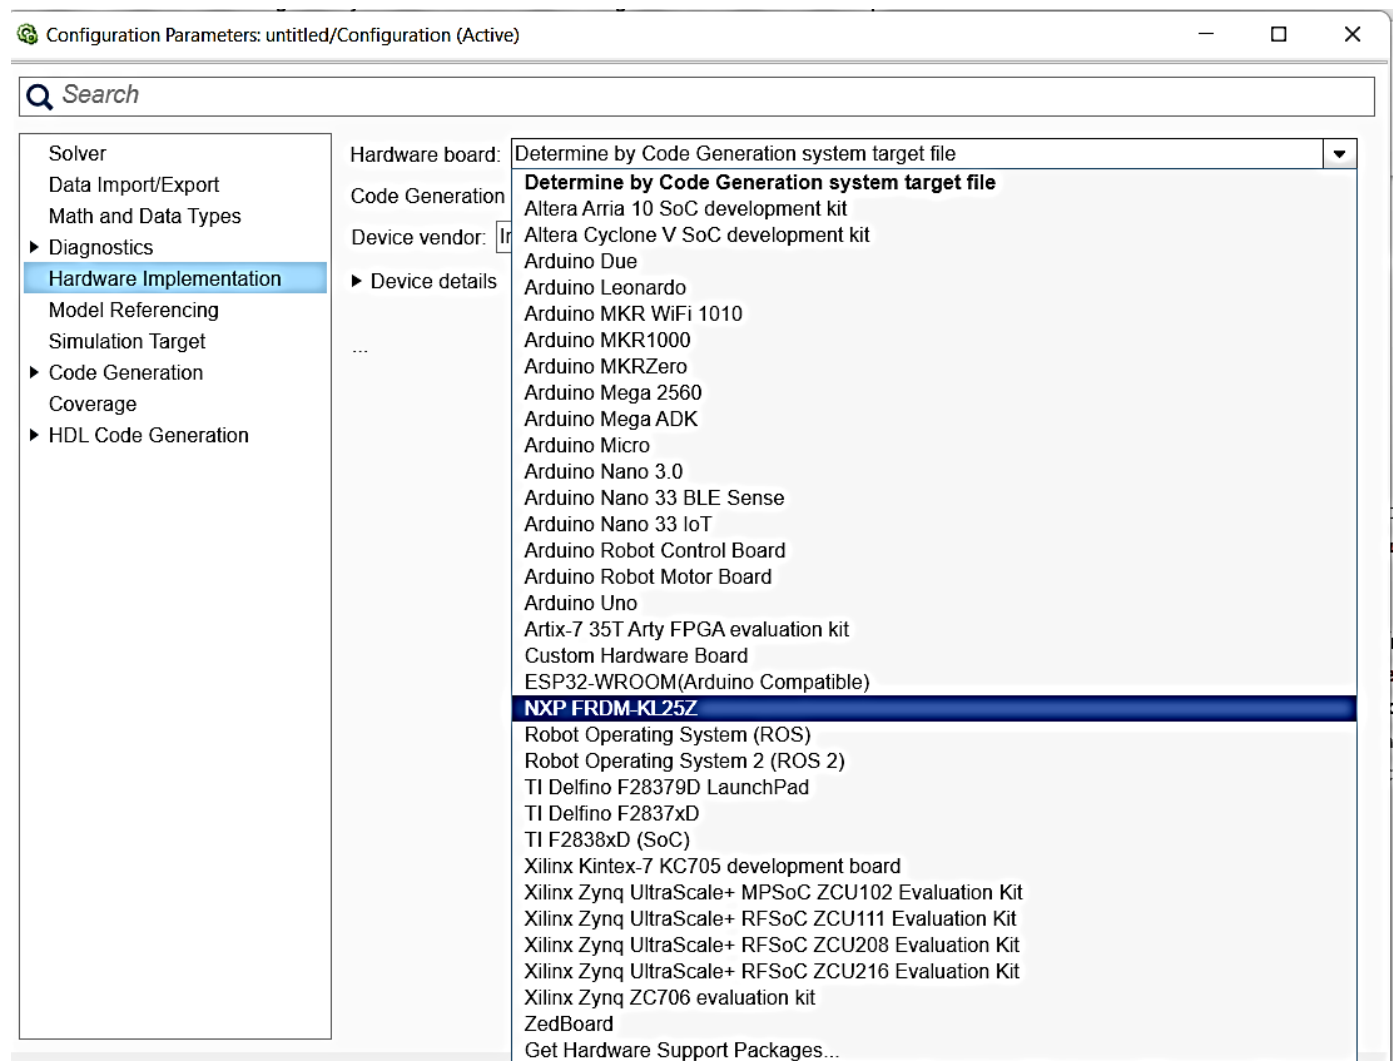 Configuration Parameters: untitled/Configuration (Active)
Search
Solver
Data Import/Export
Math and Data Types
Diagnostics
Hardware Implementation
Model Referencing
Simulation Target
Code Generation
Coverage
HDL Code Generation
Hardware board: Determine by Code Generation system target file
Code Generation
Device vendor:
Device details
...
Determine by Code Generation system target file
Altera Arria 10 SoC development kit
Altera Cyclone V SoC development kit
Arduino Due
Arduino Leonardo
Arduino MKR WiFi 1010
Arduino MKR1000
Arduino MKRZero
Arduino Mega 2560
Arduino Mega ADK
Arduino Micro
Arduino Nano 3.0
Arduino Nano 33 BLE Sense
Arduino Nano 33 IoT
Arduino Robot Control Board
Arduino Robot Motor Board
Arduino Uno
Artix-7 35T Arty FPGA evaluation kit
Custom Hardware Board
ESP32-WROOM(Arduino Compatible)
NXP FRDM-KL25Z
Robot Operating System (ROS)
Robot Operating System 2 (ROS 2)
TI Delfino F28379D LaunchPad
TI Delfino F2837xD
TI F2838xD (SoC)
Xilinx Kintex-7 KC705 development board
Xilinx Zynq UltraScale+ MPSoC ZCU102 Evaluation Kit
Xilinx Zynq UltraScale+ RFSoC ZCU111 Evaluation Kit
Xilinx Zynq UltraScale+ RFSoC ZCU208 Evaluation Kit
Xilinx Zynq UltraScale+ RFSoC ZCU216 Evaluation Kit
Xilinx Zynq ZC706 evaluation kit
ZedBoard
Get Hardware Support Packages...